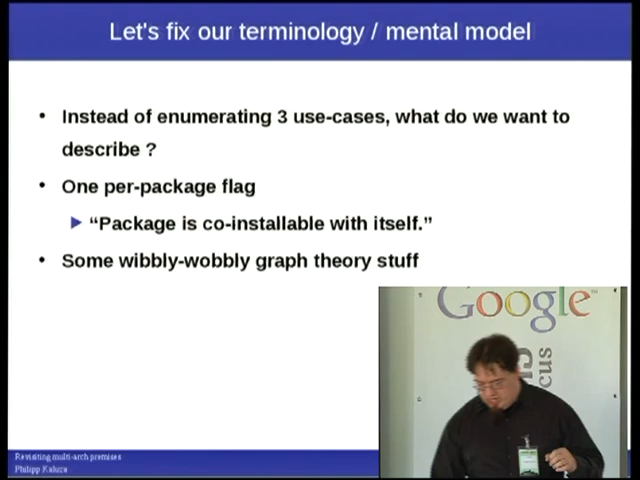 Let's fix our terminology / mental model
• Instead of enumerating 3 use-cases, what do we want to
describe ?
• One per-package flag
“Package is co-installable with itself.”
• Some wibbly-wobbly graph theory stuff
Google™
cus
Revisiting multi-arch premises
Philipp Kaluza